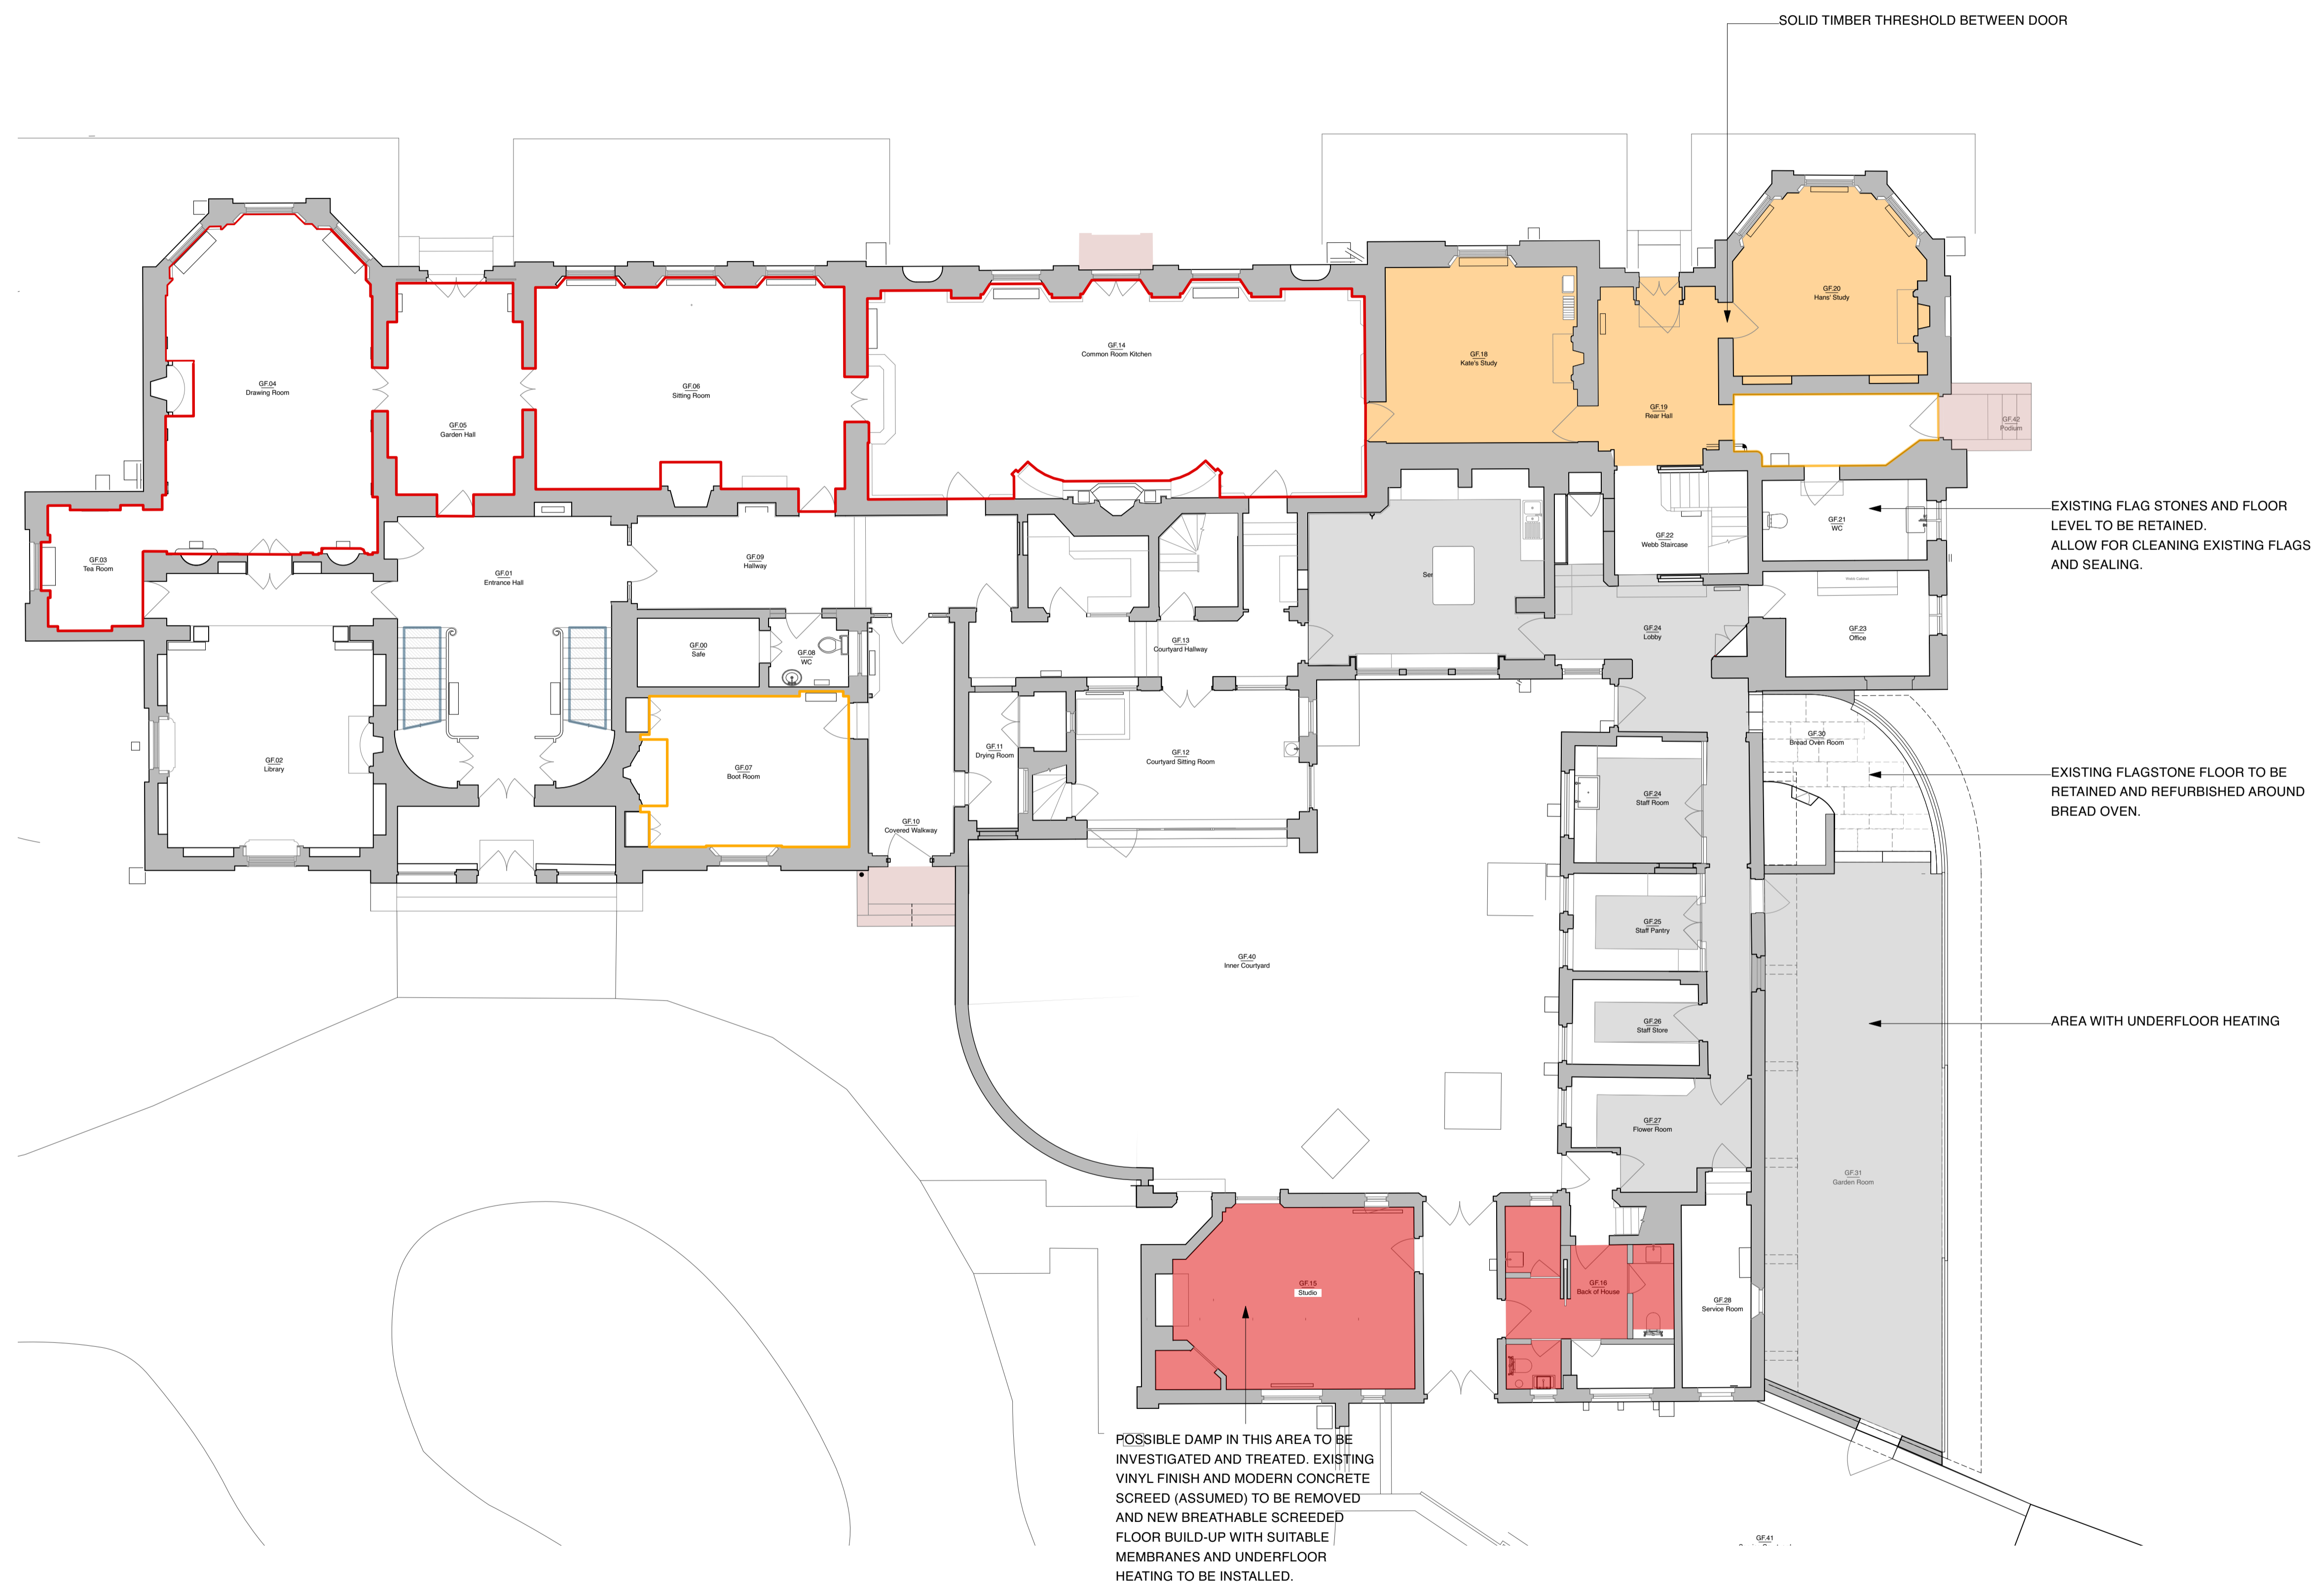 SOLID TIMBER THRESHOLD BETWEEN DOOR
GF.20
Hans' Study
GF.14
Common Room Kitchen
GF.18
Kate's Study
GF.04
Drawing Room
GF.06
Sitting Room
GF.19
Rear Hall
GF.42
Podium
GF.05
Garden Hall
EXISTING FLAG STONES AND FLOOR
LEVEL TO BE RETAINED.
ALLOW FOR CLEANING EXISTING FLAGS
AND SEALING.
GF.21
WC
GF.22
Webb Staircase
GF.03
Tea Room
GF.01
Entrance Hall
GF.09
Hallway
Ser
GF.24
Lobby
GF.23
Office
GF.00
Safe
GF.08
WC
GF.13
Courtyard Hallway
GF.30
Bread Oven Room
GF.02
Library
GF.07
Boot Room
GF.11
Drying Room
GF.12
Courtyard Sitting Room
EXISTING FLAGSTONE FLOOR TO BE
RETAINED AND REFURBISHED AROUND
BREAD OVEN.
GF.24
Staff Room
GF.10
Covered Walkway
GF.25
Staff Pantry
GF.40
Inner Courtyard
GF.26
Staff Store
AREA WITH UNDERFLOOR HEATING
GF.27
Flower Room
GF.31
Garden Room
GF.15
Studio
GF.16
Back of House
GF.28
Service Room
POSSIBLE DAMP IN THIS AREA TO BE
INVESTIGATED AND TREATED. EXISTING
VINYL FINISH AND MODERN CONCRETE
SCREED (ASSUMED) TO BE REMOVED
AND NEW BREATHABLE SCREEDED
FLOOR BUILD-UP WITH SUITABLE
MEMBRANES AND UNDERFLOOR
HEATING TO BE INSTALLED.
GF.41